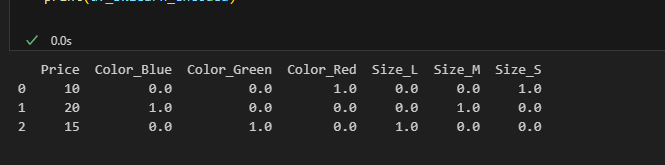 print(df_sklearn_encoded)
0.0s
Price Color_Blue Color_Green Color_Red Size_L Size_M Size_S
0 10 0.0 0.0 1.0 0.0 0.0 1.0
1 20 1.0 0.0 0.0 0.0 1.0 0.0
2 15 0.0 1.0 0.0 1.0 0.0 0.0